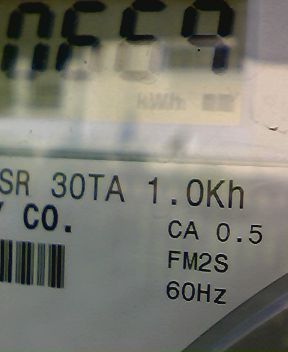 kWh
SR 30TA 1.0Kh
Y CO.
CA 0.5
FM2S
60Hz